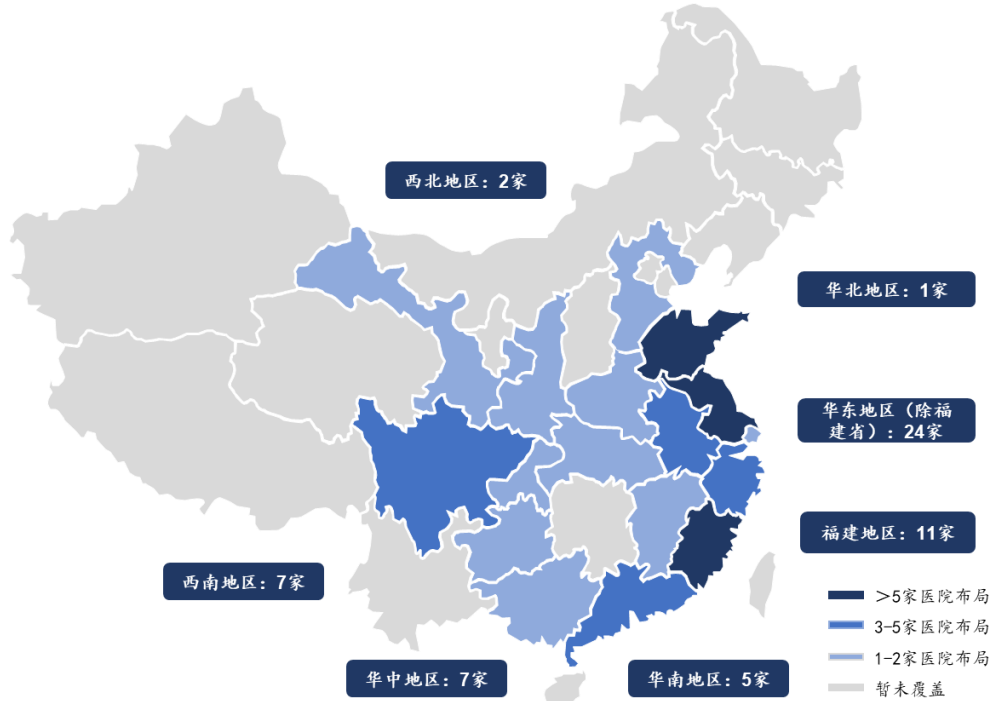 西北地区：2家
华北地区：1家
华东地区（除福
建省）：24家
福建地区：11家
西南地区：7家
华中地区：7家
华南地区：5家
＞5家医院布局
3-5家医院布局
1-2家医院布局
暂未覆盖